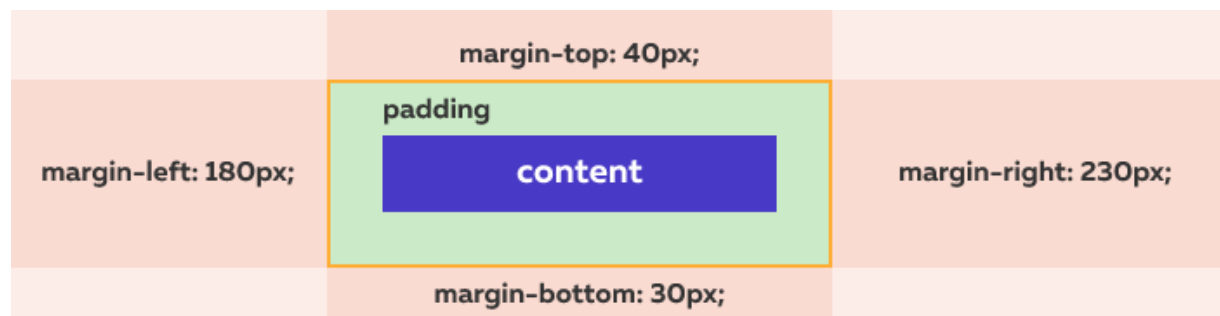 margin-top: 40px;
padding
margin-left: 180px;
content
margin-right: 230px;
margin-bottom: 30px;